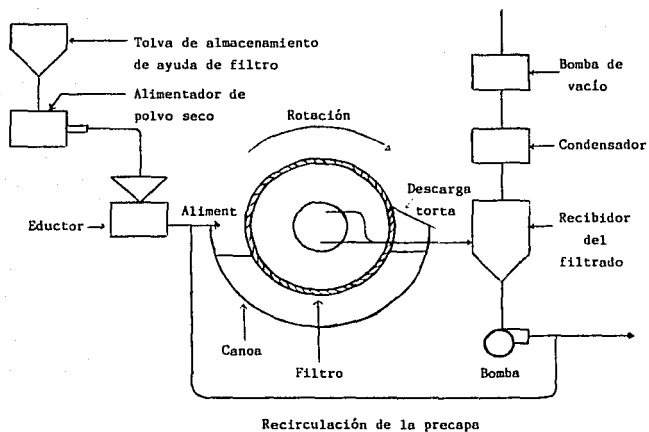 Tolva de almacenamiento
de ayuda de filtro
Alimentador de
polvo seco
Eductor
Aliment
Rotación
Descarga
torta
Canoa
Filtro
Bomba de
vacío
Condensador
Recibidor
del
filtrado
Bomba
Recirculación de la precapa